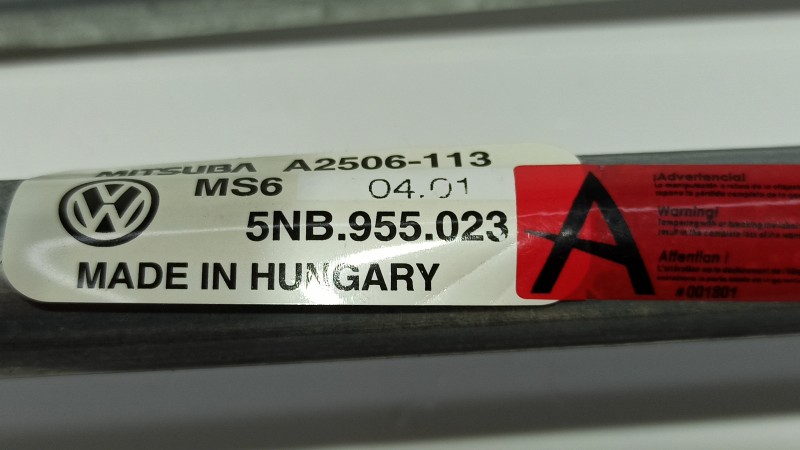 MITSUBA A2506-113
MS6 04.01
5NB.955.023
MADE IN HUNGARY
A
¡Advertencia!
Warning!
Attention !
#001801